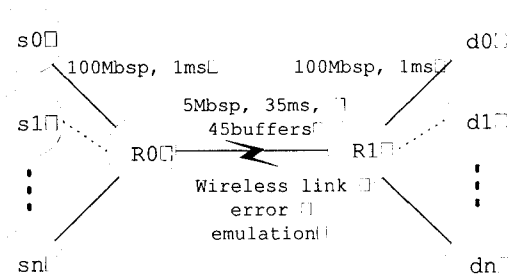 s0 d0
100Mbsp, 1ms 100Mbsp, 1ms
5Mbsp, 35ms,
s1 45buffers d1
R0 R1
Wireless link
error
emulation
sn dn